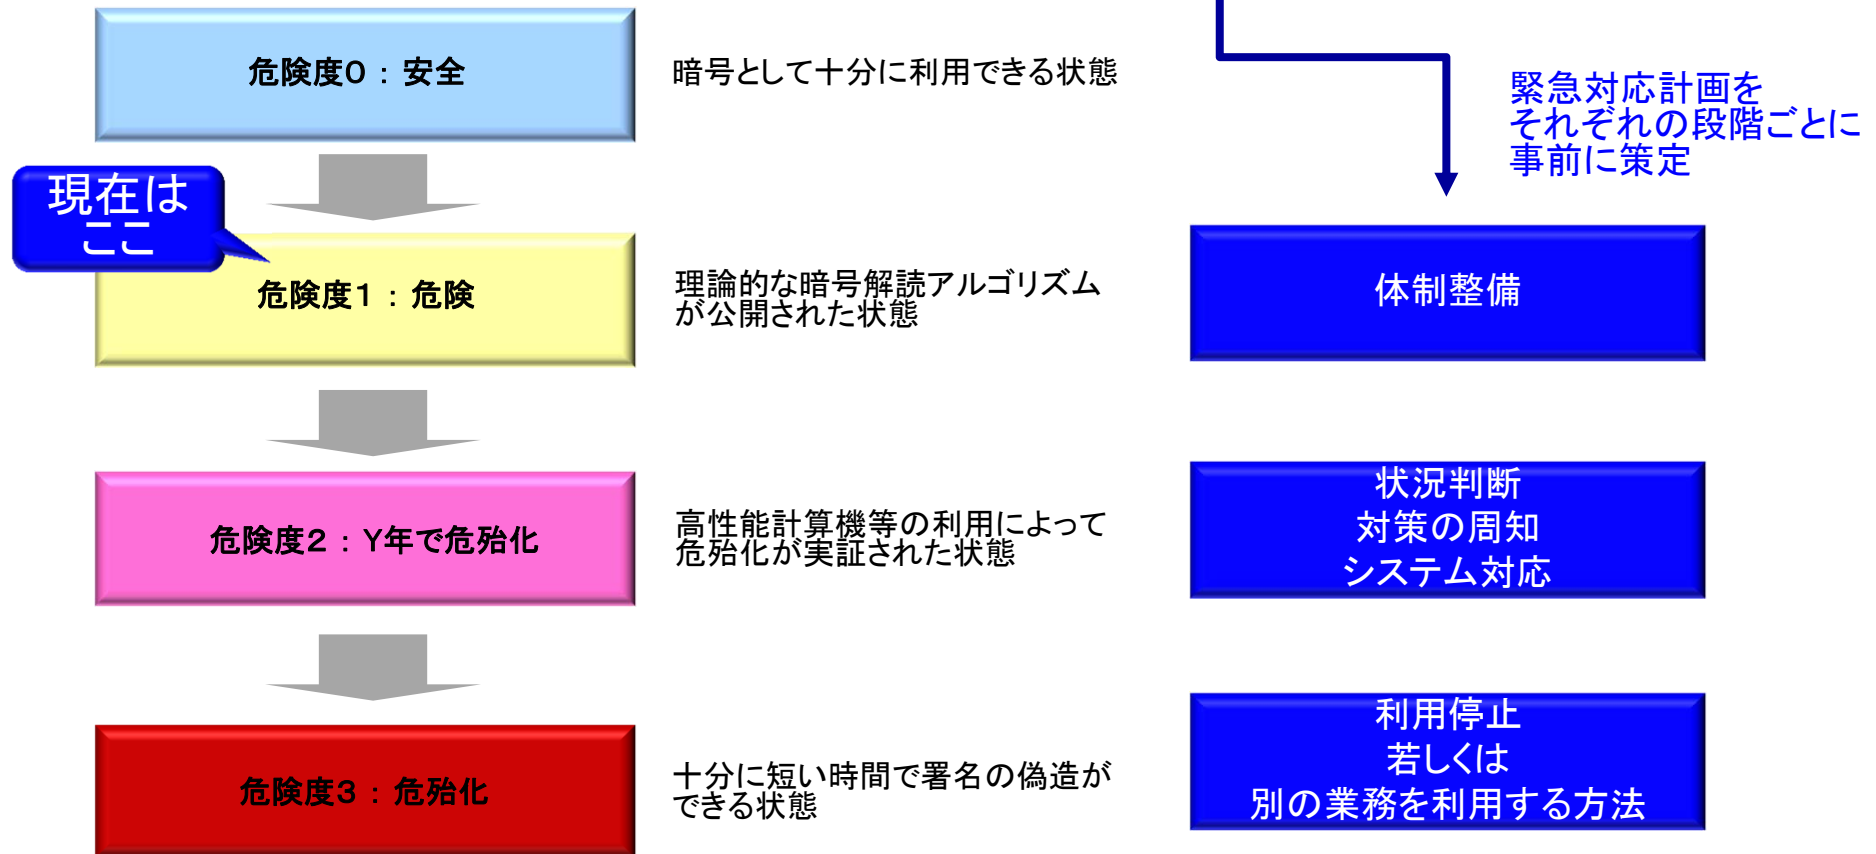 危険度0：安全
暗号として十分に利用できる状態
緊急対応計画を
それぞれの段階ごとに
事前に策定
現在は
ここ
危険度1：危険
理論的な暗号解読アルゴリズム
が公開された状態
体制整備
危険度2：Y年で危殆化
高性能計算機等の利用によって
危殆化が実証された状態
状況判断
対策の周知
システム対応
危険度3：危殆化
十分に短い時間で署名の偽造が
できる状態
利用停止
若しくは
別の業務を利用する方法